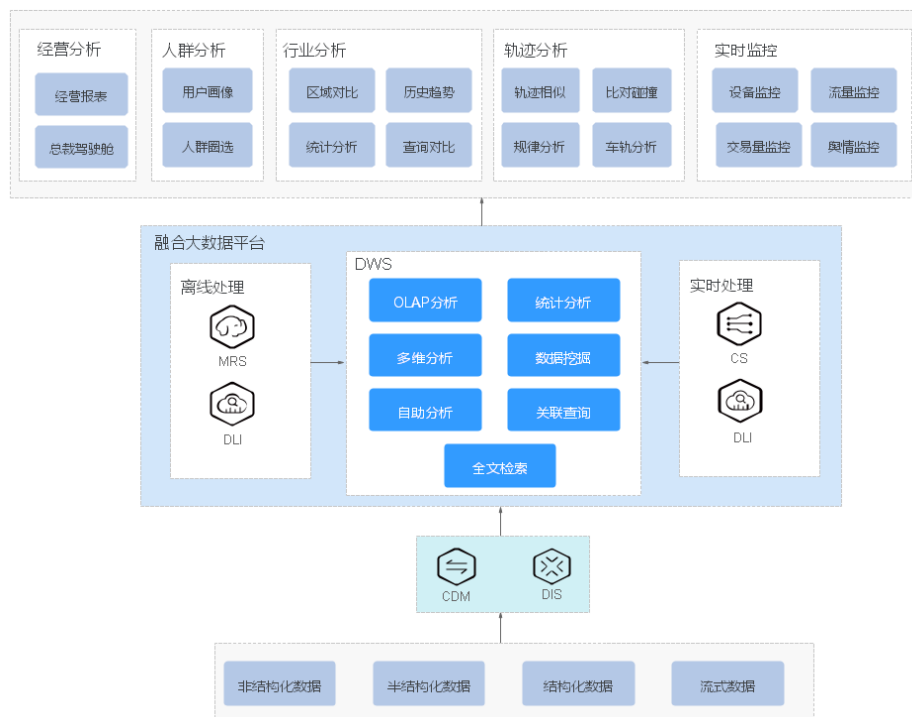 经营分析
经营报表
总裁驾驶舱
人群分析
用户画像
人群圈选
行业分析
区域对比
历史趋势
统计分析
查询对比
轨迹分析
轨迹相似
比对碰撞
规律分析
车轨分析
实时监控
设备监控
流量监控
交易量监控
舆情监控
融合大数据平台
离线处理
MRS
DLI
DWS
OLAP分析
统计分析
多维分析
数据挖掘
自助分析
关联查询
全文检索
实时处理
CS
DLI
CDM
DIS
非结构化数据
半结构化数据
结构化数据
流式数据